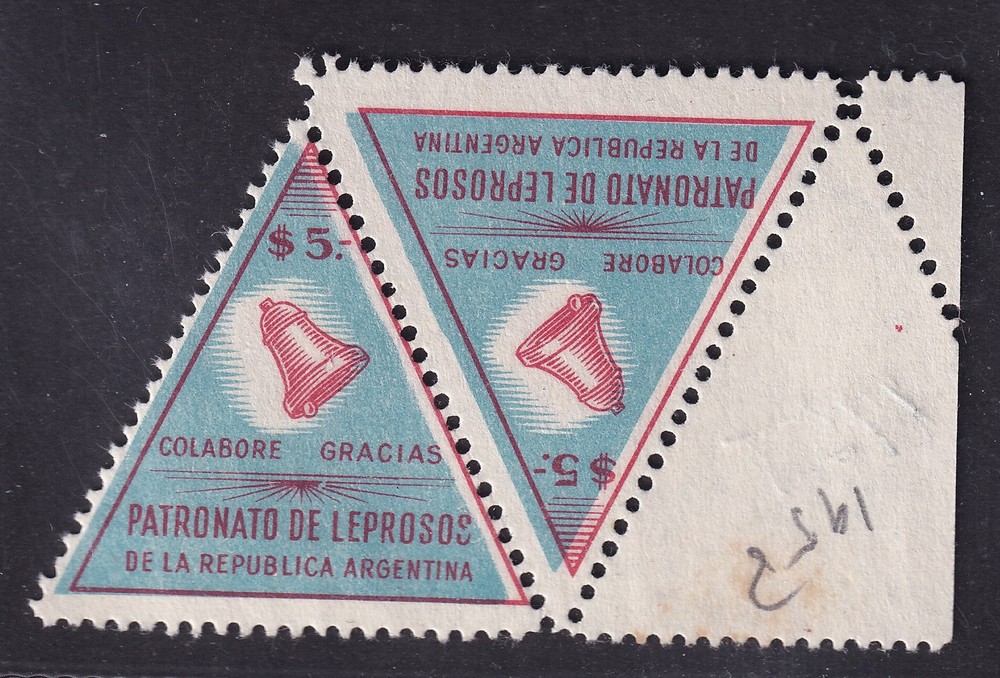 $5.-
COLABORE GRACIAS
PATRONATO DE LEPROSOS
DE LA REPUBLICA ARGENTINA
DE LA REPUBLICA ARGENTINA
PATRONATO DE LEPROSOS
COLABORE GRACIAS
$5.-